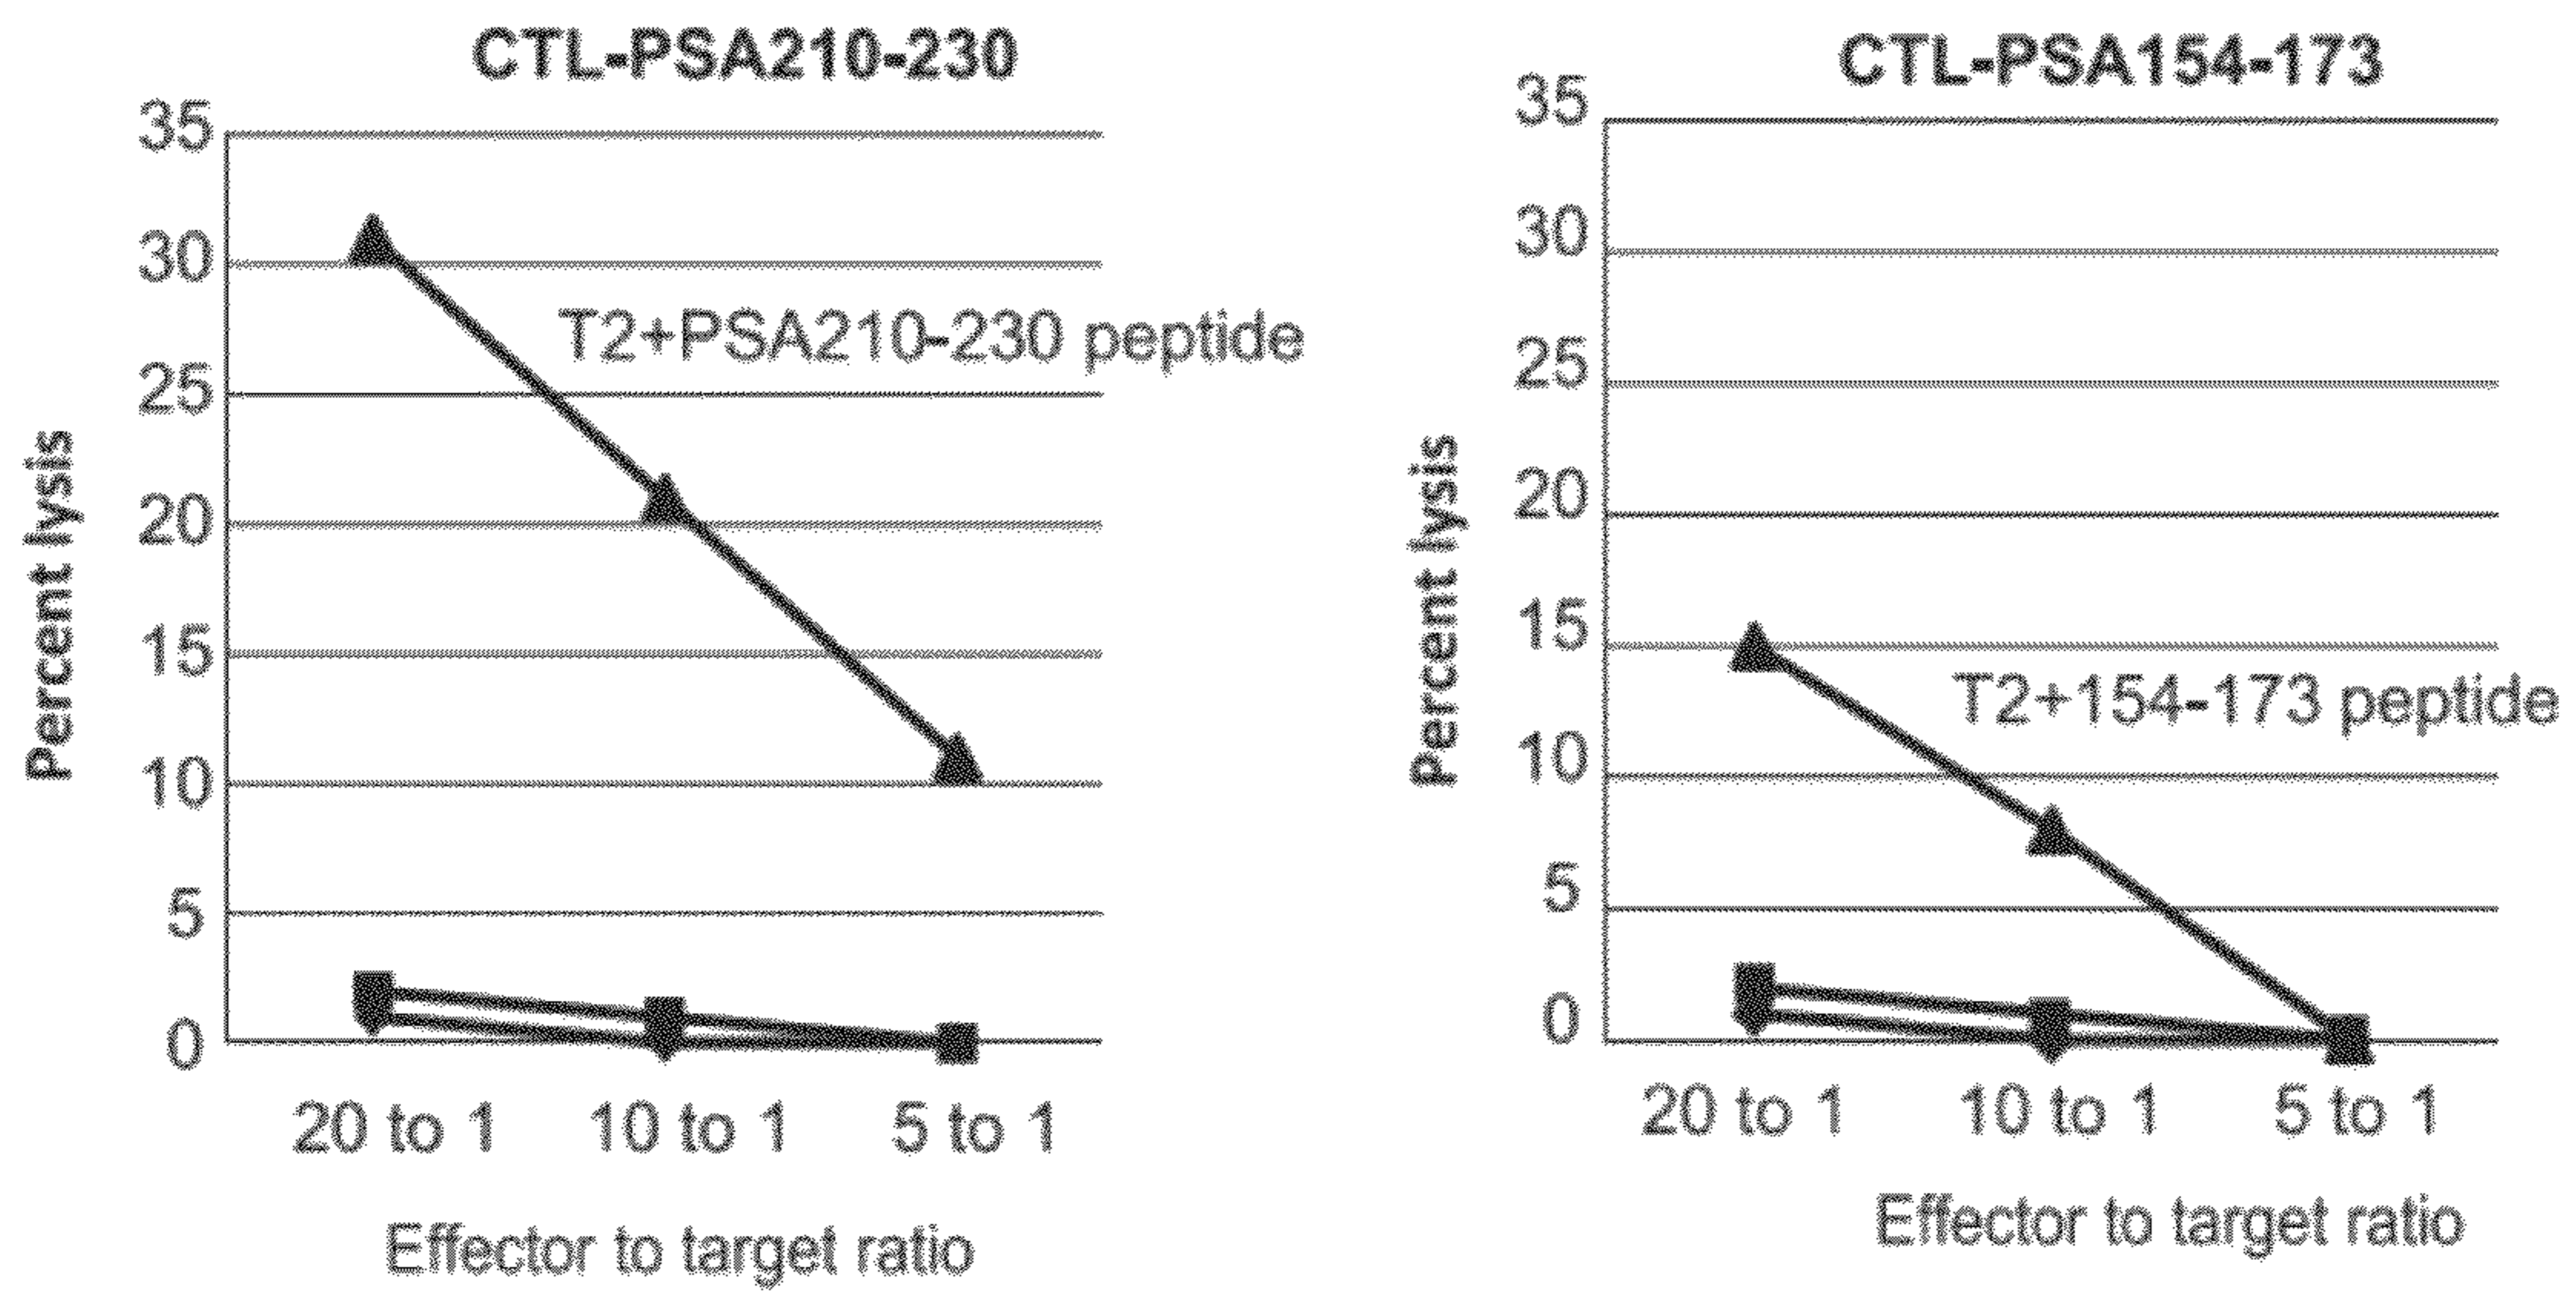 CTL-PSA210-230
35
30
25
20
15
10
5
0
Percent lysis
T2+PSA210-230 peptide
20 to 1 10 to 1 5 to 1
Effector to target ratio
CTL-PSA154-173
35
30
25
20
15
10
5
0
Percent lysis
T2+154-173 peptide
20 to 1 10 to 1 5 to 1
Effector to target ratio